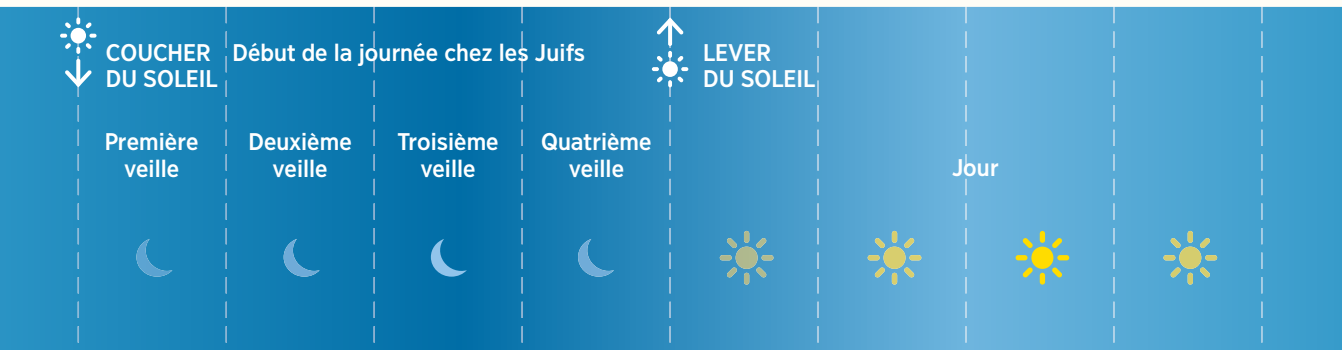 COUCHER
DU SOLEIL
Début de la journée chez les Juifs
LEVER
DU SOLEIL
Première
veille
Deuxième
veille
Troisième
veille
Quatrième
veille
Jour